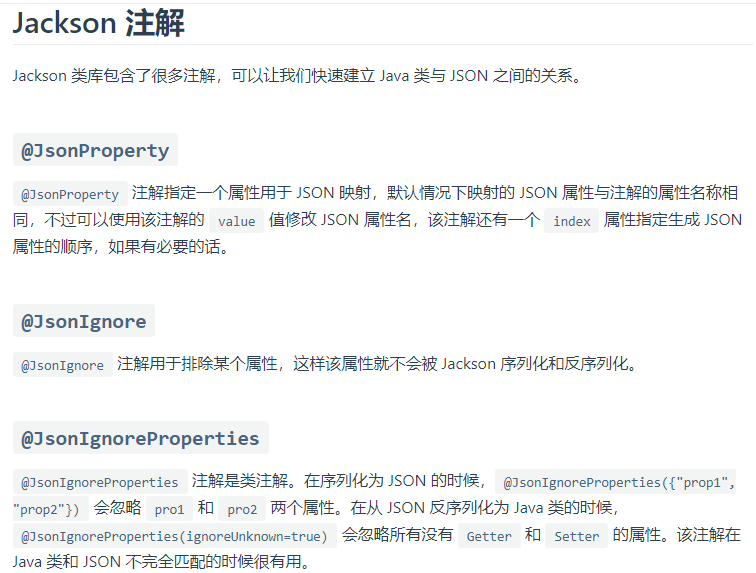 Jackson 注解
Jackson 类库包含了很多注解，可以让我们快速建立 Java 类与 JSON 之间的关系。
@JsonProperty
@JsonProperty 注解指定一个属性用于 JSON 映射，默认情况下映射的 JSON 属性与注解的属性名称相
同，不过可以使用该注解的 value 值修改 JSON 属性名，该注解还有一个 index 属性指定生成 JSON
属性的顺序，如果有必要的话。
@JsonIgnore
@JsonIgnore 注解用于排除某个属性，这样该属性就不会被 Jackson 序列化和反序列化。
@JsonIgnoreProperties
@JsonIgnoreProperties 注解是类注解。在序列化为 JSON 的时候，@JsonIgnoreProperties({"prop1",
"prop2"}) 会忽略 pro1 和 pro2 两个属性。在从 JSON 反序列化为 Java 类的时候，
@JsonIgnoreProperties(ignoreUnknown=true) 会忽略所有没有 Getter 和 Setter 的属性。该注解在
Java 类和 JSON 不完全匹配的时候很有用。